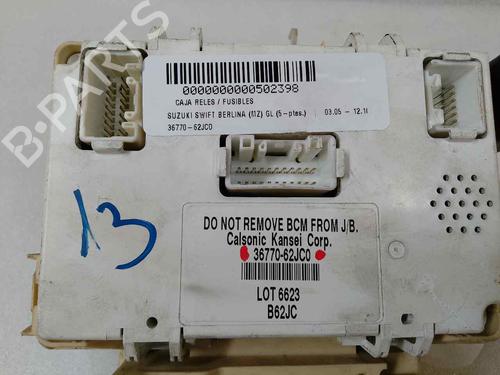 0000000000502398
CAJA RELES / FUSIBLES
SUZUKI SWIFT BERLINA (MZ) GL (5-ptas.) | 03.05 - 12.10
36770-62JC0
B-PARTS
13
DO NOT REMOVE BCM FROM J/B.
Calsonic Kansei Corp.
36770-62JC0
LOT 6623
B62JC